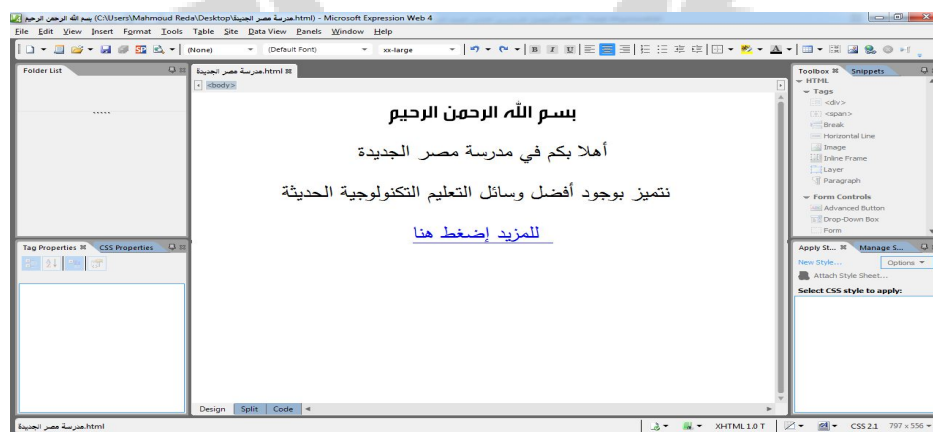 بسم الله الرحمن الرحيم (C:\Users\Mahmoud Reda\Desktop\مدرسة مصر الجديدة.html) - Microsoft Expression Web 4
File Edit View Insert Format Tools Table Site Data View Panels Window Help
(None) (Default Font) xx-large
Folder List
مدرسة مصر الجديدة.html
<body>
بسم الله الرحمن الرحيم
أهلا بكم في مدرسة مصر الجديدة
نتميز بوجود أفضل وسائل التعليم التكنولوجية الحديثة
للمزيد إضغط هنا
Tag Properties CSS Properties
Design Split Code
Toolbox Snippets
HTML
Tags
<div>
<span>
Break
Horizontal Line
Image
Inline Frame
Layer
Paragraph
Form Controls
Advanced Button
Drop-Down Box
Form
Apply St... Manage S...
New Style... Options
Attach Style Sheet...
Select CSS style to apply:
مدرسة مصر الجديدة.html
XHTML 1.0 T CSS 2.1 797 x 556